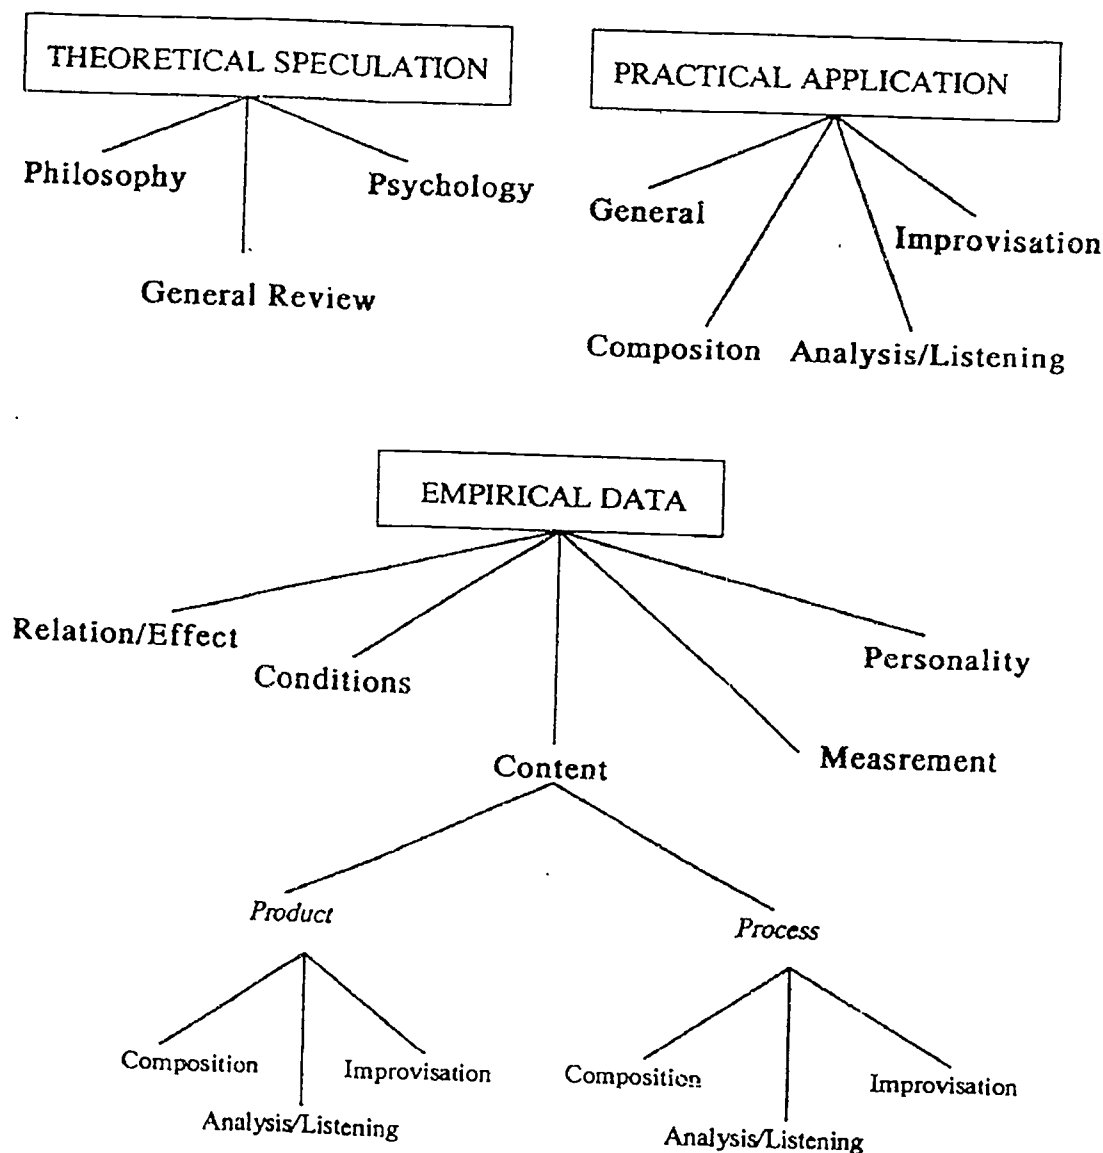 THEORETICAL SPECULATION
Philosophy
Psychology
General Review
PRACTICAL APPLICATION
General
Improvisation
Compositon
Analysis/Listening
EMPIRICAL DATA
Relation/Effect
Conditions
Personality
Content
Measrement
Product
Process
Composition
Improvisation
Analysis/Listening
Composition
Improvisation
Analysis/Listening